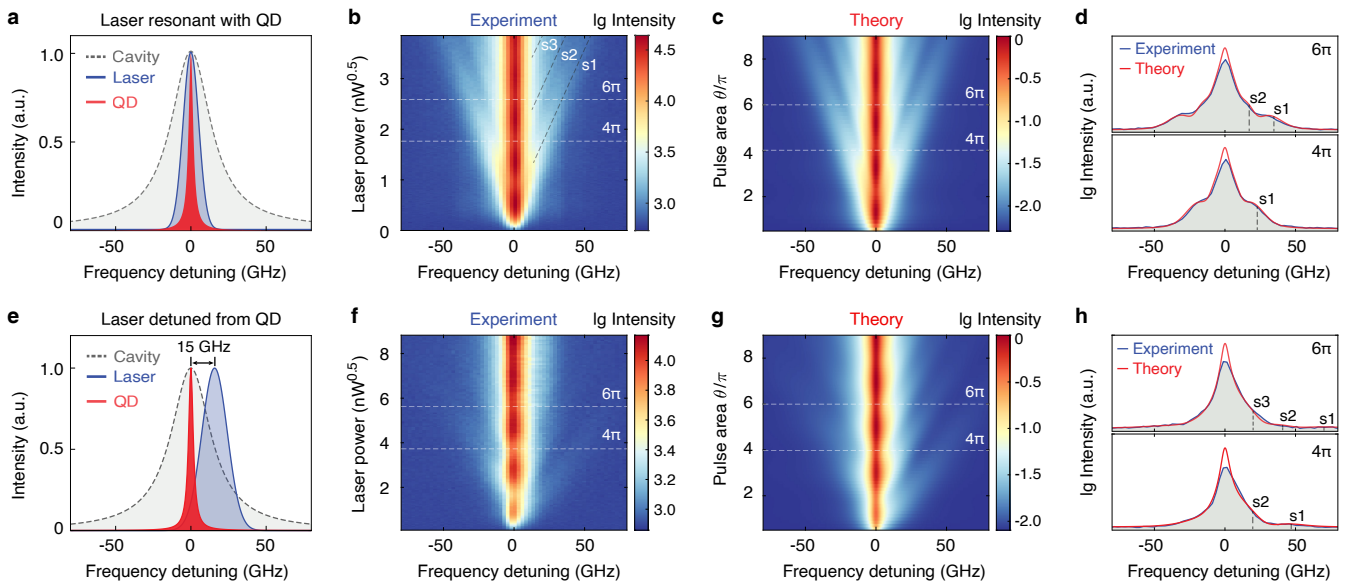 a Laser resonant with QD
Cavity
Laser
QD
Intensity (a.u.)
1.0
0.5
0
-50 0 50
Frequency detuning (GHz)
b Experiment lg Intensity
s3
s2
s1
6π
4π
Laser power (nW^0.5)
3
2
1
0
-50 0 50
Frequency detuning (GHz)
4.5
4.0
3.5
3.0
c Theory lg Intensity
6π
4π
Pulse area θ/π
8
6
4
2
-50 0 50
Frequency detuning (GHz)
0
-0.5
-1.0
-1.5
-2.0
d
Experiment 6π
Theory
s2 s1
4π
s1
lg Intensity (a.u.)
-50 0 50
Frequency detuning (GHz)
e Laser detuned from QD
15 GHz
Cavity
Laser
QD
Intensity (a.u.)
1.0
0.5
0
-50 0 50
Frequency detuning (GHz)
f Experiment lg Intensity
6π
4π
Laser power (nW^0.5)
8
6
4
2
-50 0 50
Frequency detuning (GHz)
4.0
3.8
3.6
3.4
3.2
3.0
g Theory lg Intensity
6π
4π
Pulse area θ/π
8
6
4
2
-50 0 50
Frequency detuning (GHz)
0
-0.5
-1.0
-1.5
-2.0
h
Experiment 6π
Theory
s3 s2 s1
4π
s2 s1
lg Intensity (a.u.)
-50 0 50
Frequency detuning (GHz)